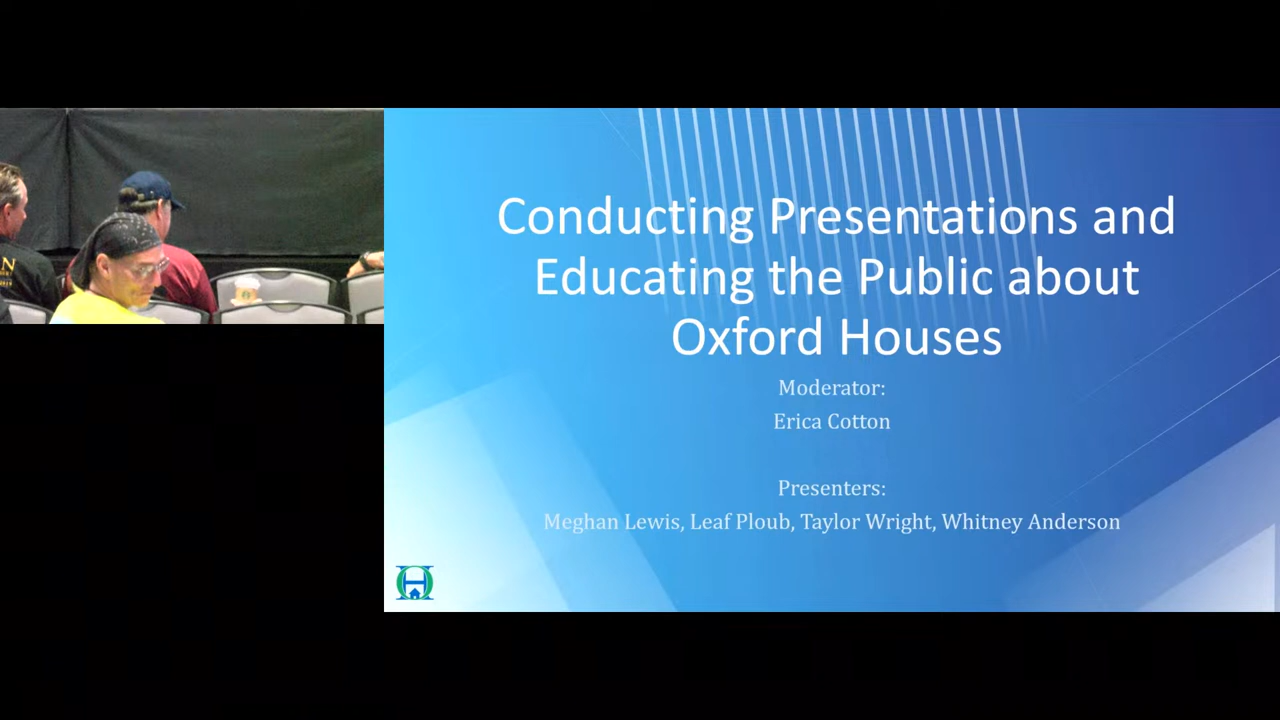 Conducting Presentations and
Educating the Public about
Oxford Houses
Moderator:
Erica Cotton
Presenters:
Meghan Lewis, Leaf Ploub, Taylor Wright, Whitney Anderson